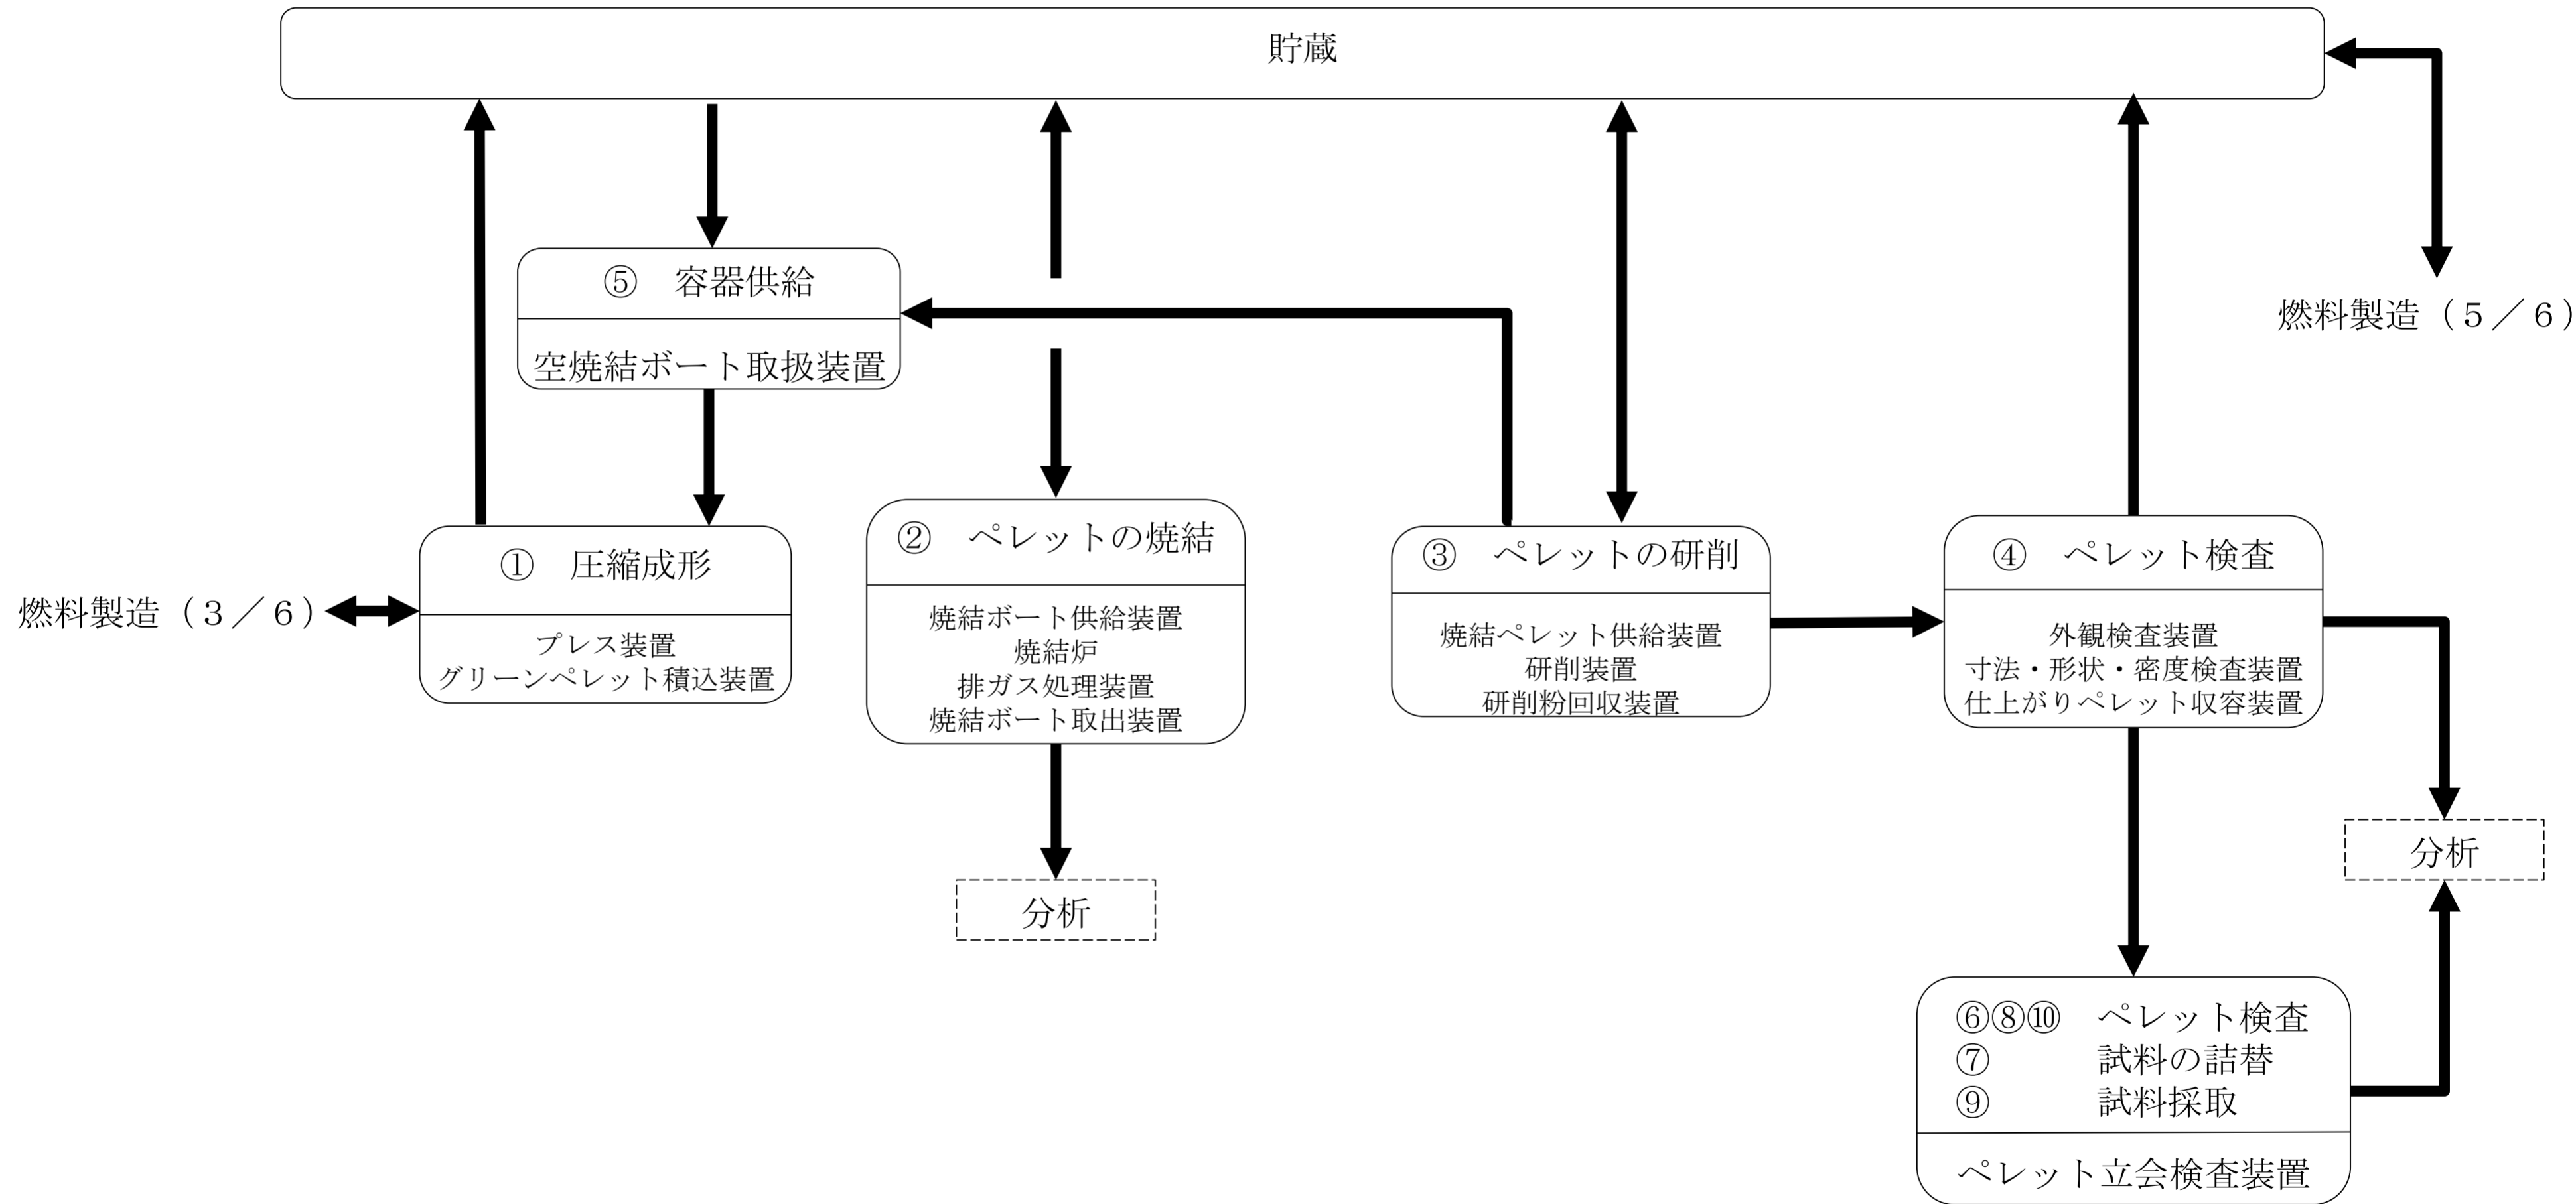 貯蔵
⑤　容器供給
空焼結ボート取扱装置
燃料製造（５／６）
燃料製造（３／６）
①　圧縮成形
プレス装置
グリーンペレット積込装置
②　ペレットの焼結
焼結ボート供給装置
焼結炉
排ガス処理装置
焼結ボート取出装置
③　ペレットの研削
焼結ペレット供給装置
研削装置
研削粉回収装置
④　ペレット検査
外観検査装置
寸法・形状・密度検査装置
仕上がりペレット収容装置
分析
分析
⑥⑧⑩　ペレット検査
⑦　　　試料の詰替
⑨　　　試料採取
ペレット立会検査装置